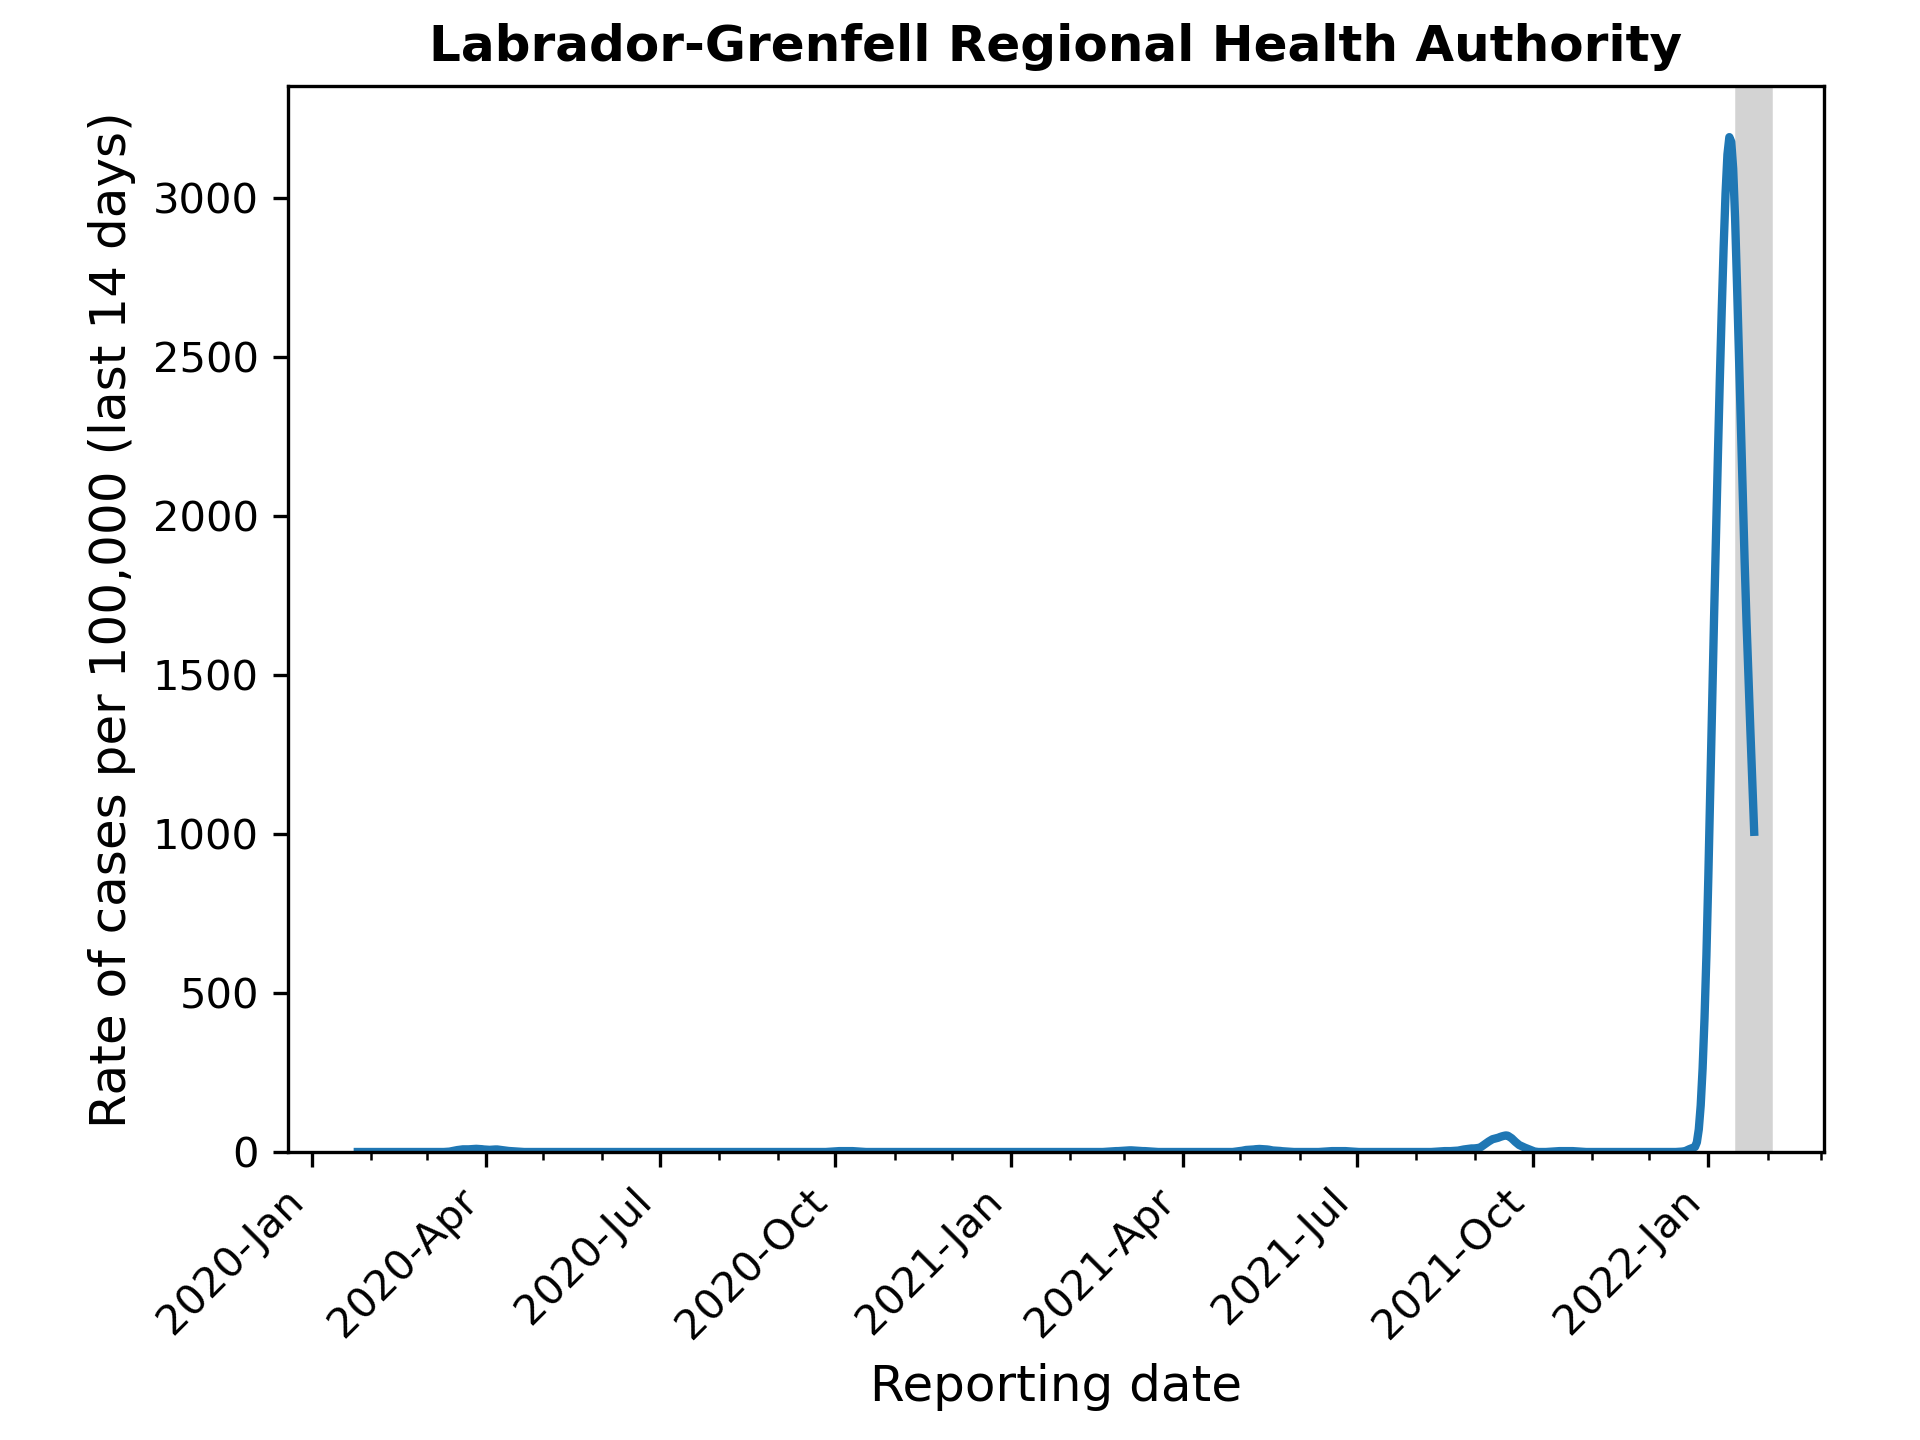 Labrador-Grenfell Regional Health Authority
Rate of cases per 100,000 (last 14 days)
3000
2500
2000
1500
1000
500
0
2020-Jan
2020-Apr
2020-Jul
2020-Oct
2021-Jan
2021-Apr
2021-Jul
2021-Oct
2022-Jan
Reporting date